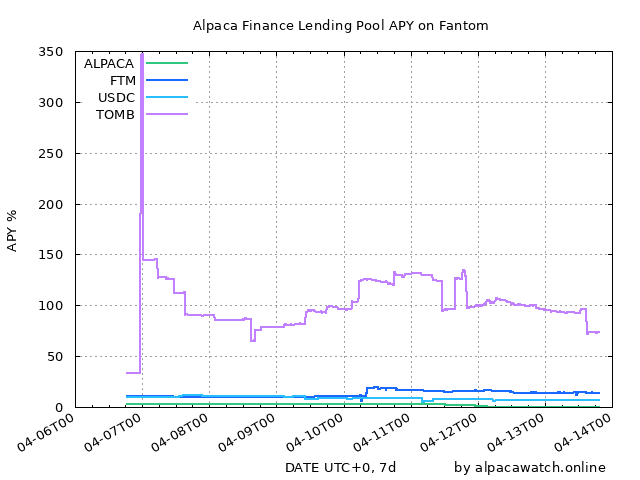 Alpaca Finance Lending Pool APY on Fantom
350
300
250
200
150
100
50
0
APY %
ALPACA
FTM
USDC
TOMB
04-06T00
04-07T00
04-08T00
04-09T00
04-10T00
04-11T00
04-12T00
04-13T00
04-14T00
DATE UTC+0, 7d
by alpacawatch.online